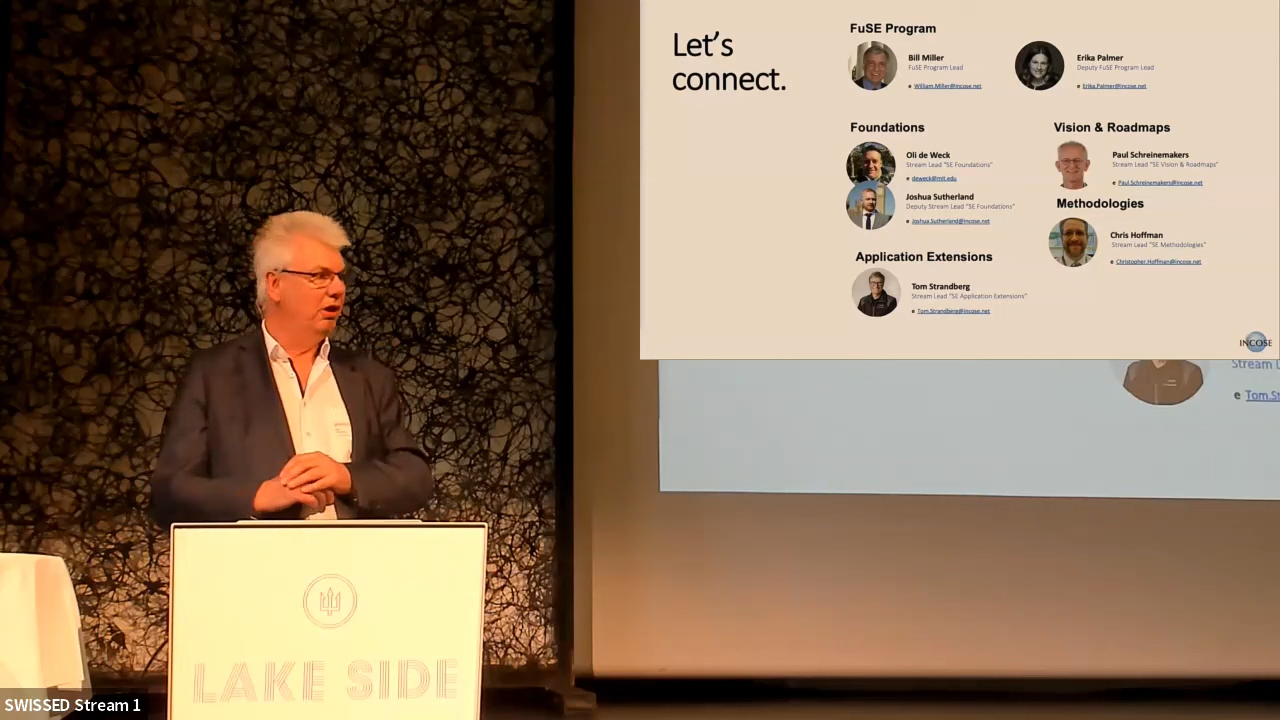 Let's
connect.
FuSE Program
Bill Miller
FuSE Program Lead
e William.Miller@incose.net
Erika Palmer
Deputy FuSE Program Lead
e Erika.Palmer@incose.net
Foundations
Oli de Weck
Stream Lead "SE Foundations"
e deweck@mit.edu
Joshua Sutherland
Deputy Stream Lead "SE Foundations"
e Joshua.Sutherland@incose.net
Vision & Roadmaps
Paul Schreinemakers
Stream Lead "SE Vision & Roadmaps"
e Paul.Schreinemakers@incose.net
Methodologies
Chris Hoffman
Stream Lead "SE Methodologies"
e Christopher.Hoffman@incose.net
Application Extensions
Tom Strandberg
Stream Lead "SE Application Extensions"
e Tom.Strandberg@incose.net
INCOSE
Stream L
e Tom.St
LAKE SIDE
SWISSED Stream 1